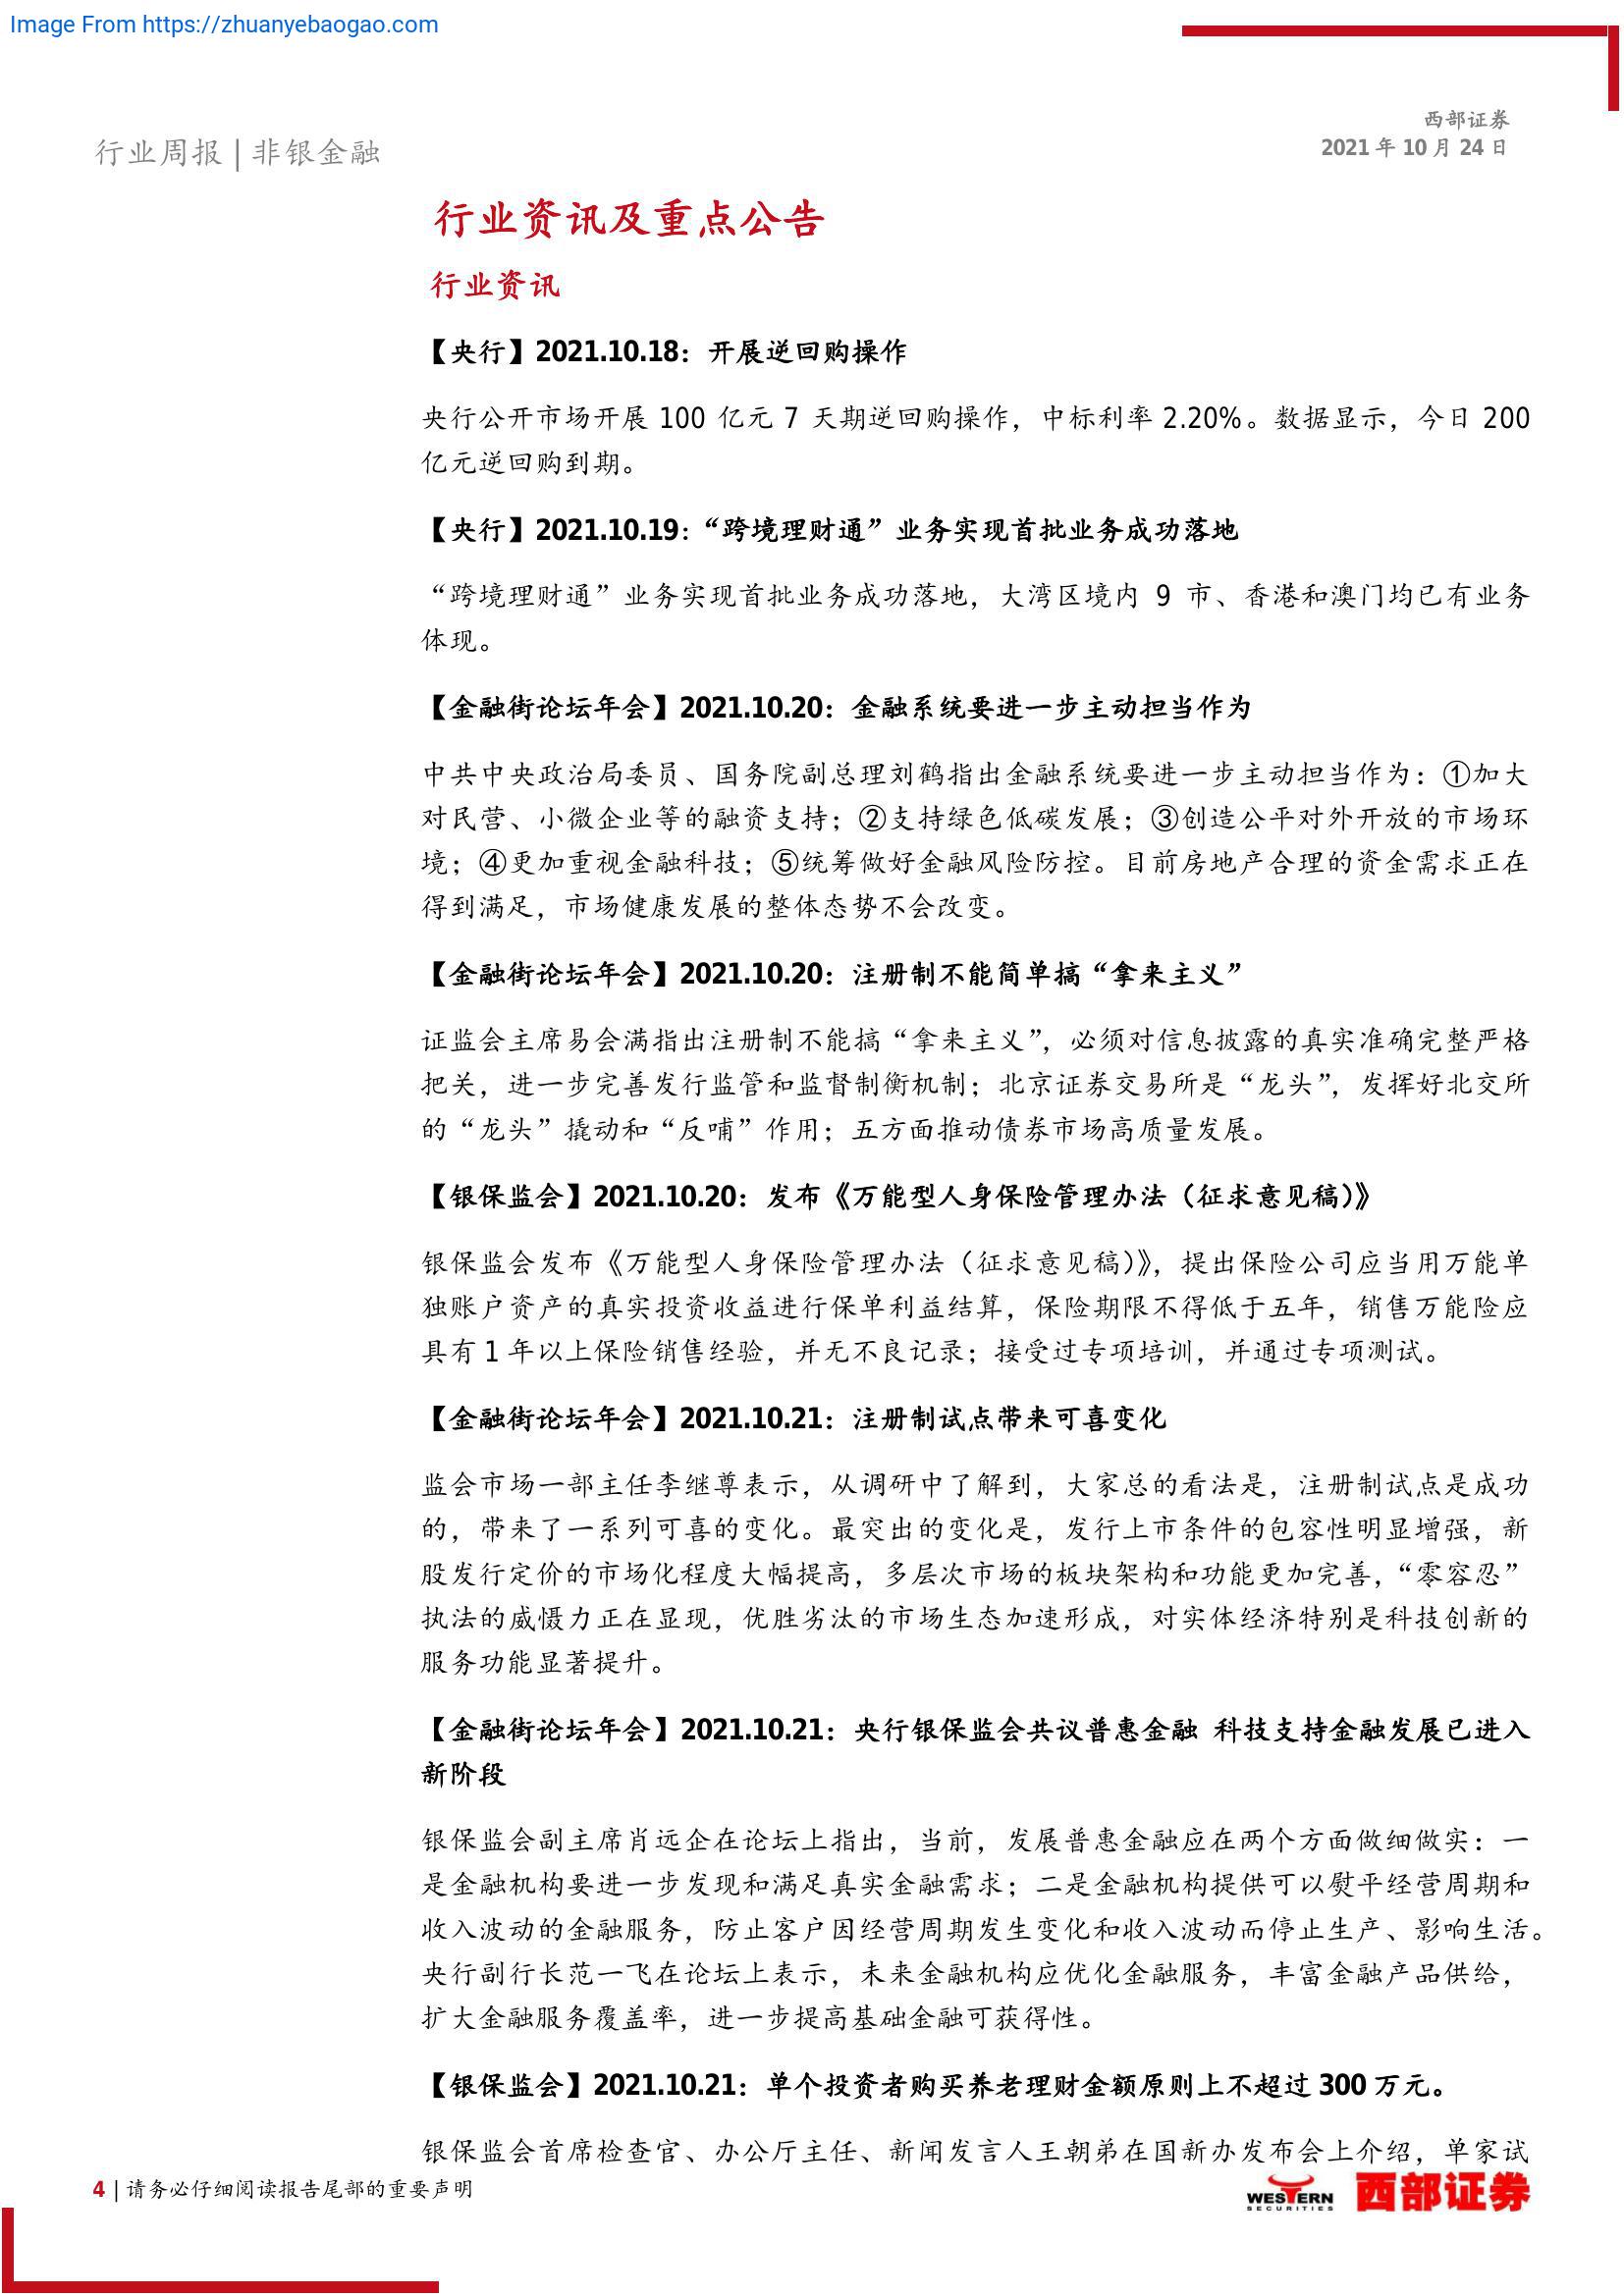 Image From https://zhuanyebaogao.com
西部证券
2021 年 10 月 24 日
行业周报 | 非银金融
行业资讯及重点公告
行业资讯
【央行】2021.10.18：开展逆回购操作
央行公开市场开展 100 亿元 7 天期逆回购操作，中标利率 2.20%。数据显示，今日 200
亿元逆回购到期。
【央行】2021.10.19：“跨境理财通”业务实现首批业务成功落地
“跨境理财通”业务实现首批业务成功落地，大湾区境内 9 市、香港和澳门均已有业务
体现。
【金融街论坛年会】2021.10.20：金融系统要进一步主动担当作为
中共中央政治局委员、国务院副总理刘鹤指出金融系统要进一步主动担当作为：①加大
对民营、小微企业等的融资支持；②支持绿色低碳发展；③创造公平对外开放的市场环
境；④更加重视金融科技；⑤统筹做好金融风险防控。目前房地产合理的资金需求正在
得到满足，市场健康发展的整体态势不会改变。
【金融街论坛年会】2021.10.20：注册制不能简单搞“拿来主义”
证监会主席易会满指出注册制不能搞“拿来主义”，必须对信息披露的真实准确完整严格
把关，进一步完善发行监管和监督制衡机制；北京证券交易所是“龙头”，发挥好北交所
的“龙头”撬动和“反哺”作用；五方面推动债券市场高质量发展。
【银保监会】2021.10.20：发布《万能型人身保险管理办法（征求意见稿）》
银保监会发布《万能型人身保险管理办法（征求意见稿）》，提出保险公司应当用万能单
独账户资产的真实投资收益进行保单利益结算，保险期限不得低于五年，销售万能险应
具有 1 年以上保险销售经验，并无不良记录；接受过专项培训，并通过专项测试。
【金融街论坛年会】2021.10.21：注册制试点带来可喜变化
监会市场一部主任李继尊表示，从调研中了解到，大家总的看法是，注册制试点是成功
的，带来了一系列可喜的变化。最突出的变化是，发行上市条件的包容性明显增强，新
股发行定价的市场化程度大幅提高，多层次市场的板块架构和功能更加完善，“零容忍”
执法的威慑力正在显现，优胜劣汰的市场生态加速形成，对实体经济特别是科技创新的
服务功能显著提升。
【金融街论坛年会】2021.10.21：央行银保监会共议普惠金融 科技支持金融发展已进入
新阶段
银保监会副主席肖远企在论坛上指出，当前，发展普惠金融应在两个方面做细做实：一
是金融机构要进一步发现和满足真实金融需求；二是金融机构提供可以熨平经营周期和
收入波动的金融服务，防止客户因经营周期发生变化和收入波动而停止生产、影响生活。
央行副行长范一飞在论坛上表示，未来金融机构应优化金融服务，丰富金融产品供给，
扩大金融服务覆盖率，进一步提高基础金融可获得性。
【银保监会】2021.10.21：单个投资者购买养老理财金额原则上不超过 300 万元。
银保监会首席检查官、办公厅主任、新闻发言人王朝弟在国新办发布会上介绍，单家试
4 | 请务必仔细阅读报告尾部的重要声明
WESTERN
SECURITIES
西部证券